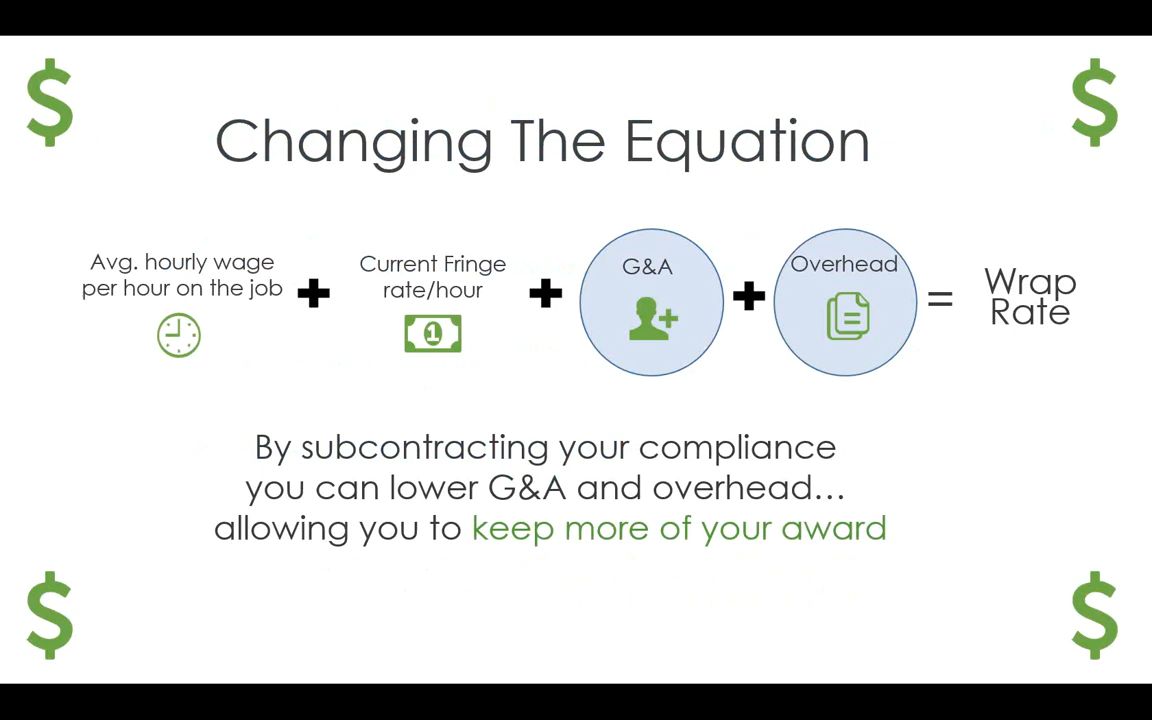 Changing The Equation
Avg. hourly wage
per hour on the job
+
Current Fringe
rate/hour
+
G&A
+
Overhead
=
Wrap
Rate
By subcontracting your compliance
you can lower G&A and overhead…
allowing you to keep more of your award